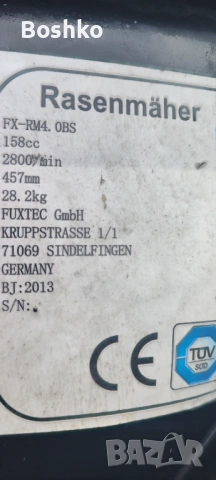 Boshko
Rasenmäher
FX-RM4.0BS
158cc
2800/min
457mm
28.2kg
FUXTEC GmbH
KRUPPSTRASSE 1/1
71069 SINDELFINGEN
GERMANY
BJ:2013
S/N:
CE
TÜV
SÜD
BAZAR